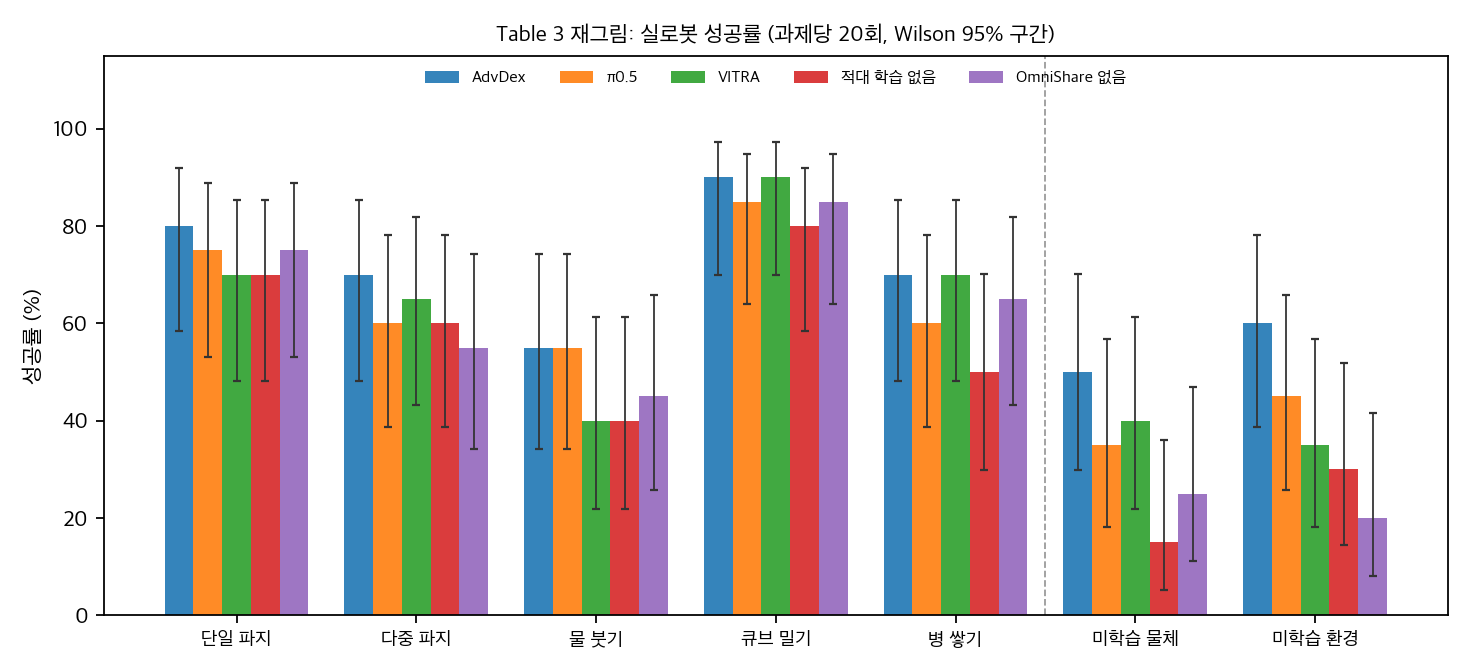 Table 3 재그림: 실로봇 성공률 (과제당 20회, Wilson 95% 구간)
AdvDex π0.5 VITRA 적대 학습 없음 OmniShare 없음
성공률 (%)
100
80
60
40
20
0
단일 파지 다중 파지 물 붓기 큐브 밀기 병 쌓기 미학습 물체 미학습 환경